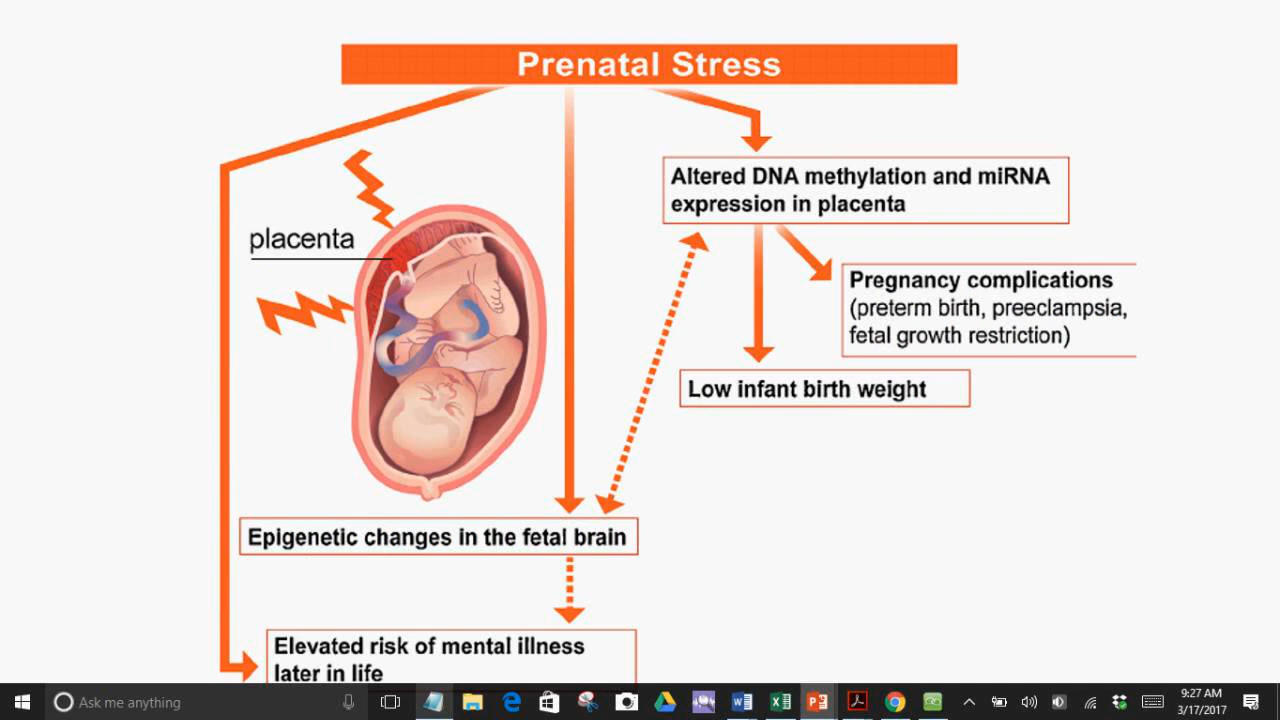 Prenatal Stress
placenta
Altered DNA methylation and miRNA
expression in placenta
Pregnancy complications
(preterm birth, preeclampsia,
fetal growth restriction)
Low infant birth weight
Epigenetic changes in the fetal brain
Elevated risk of mental illness
later in life
Ask me anything
9:27 AM
3/17/2017